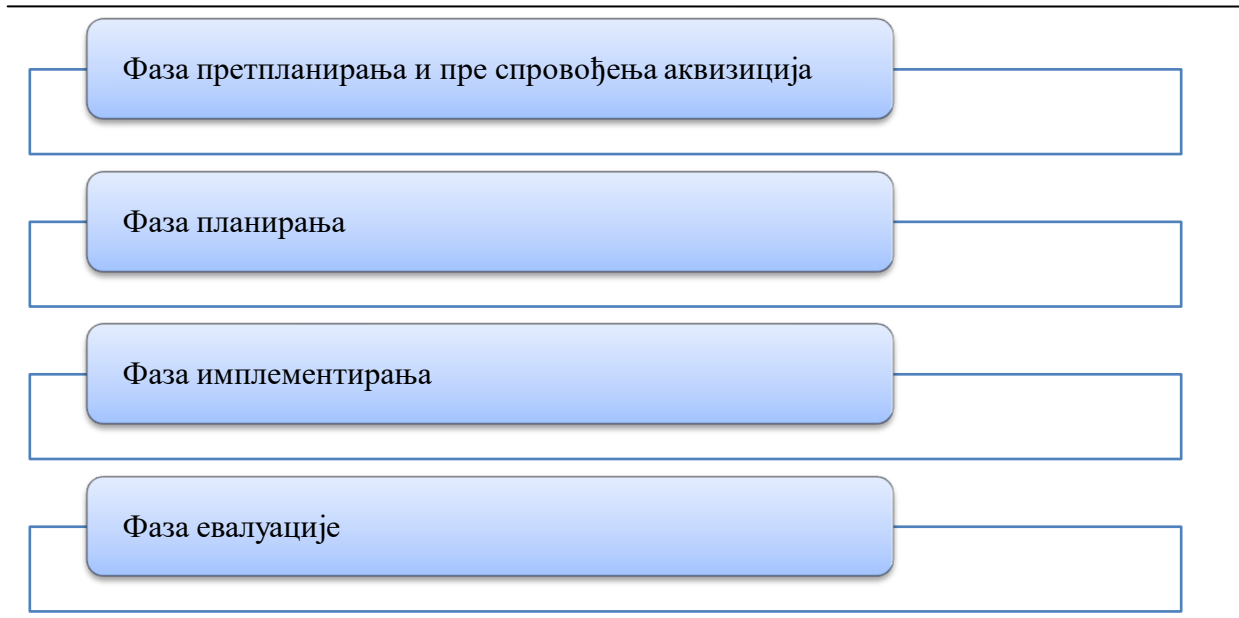 Фаза претпланирања и пре спровођења аквизиција
Фаза планирања
Фаза имплементирања
Фаза евалуације